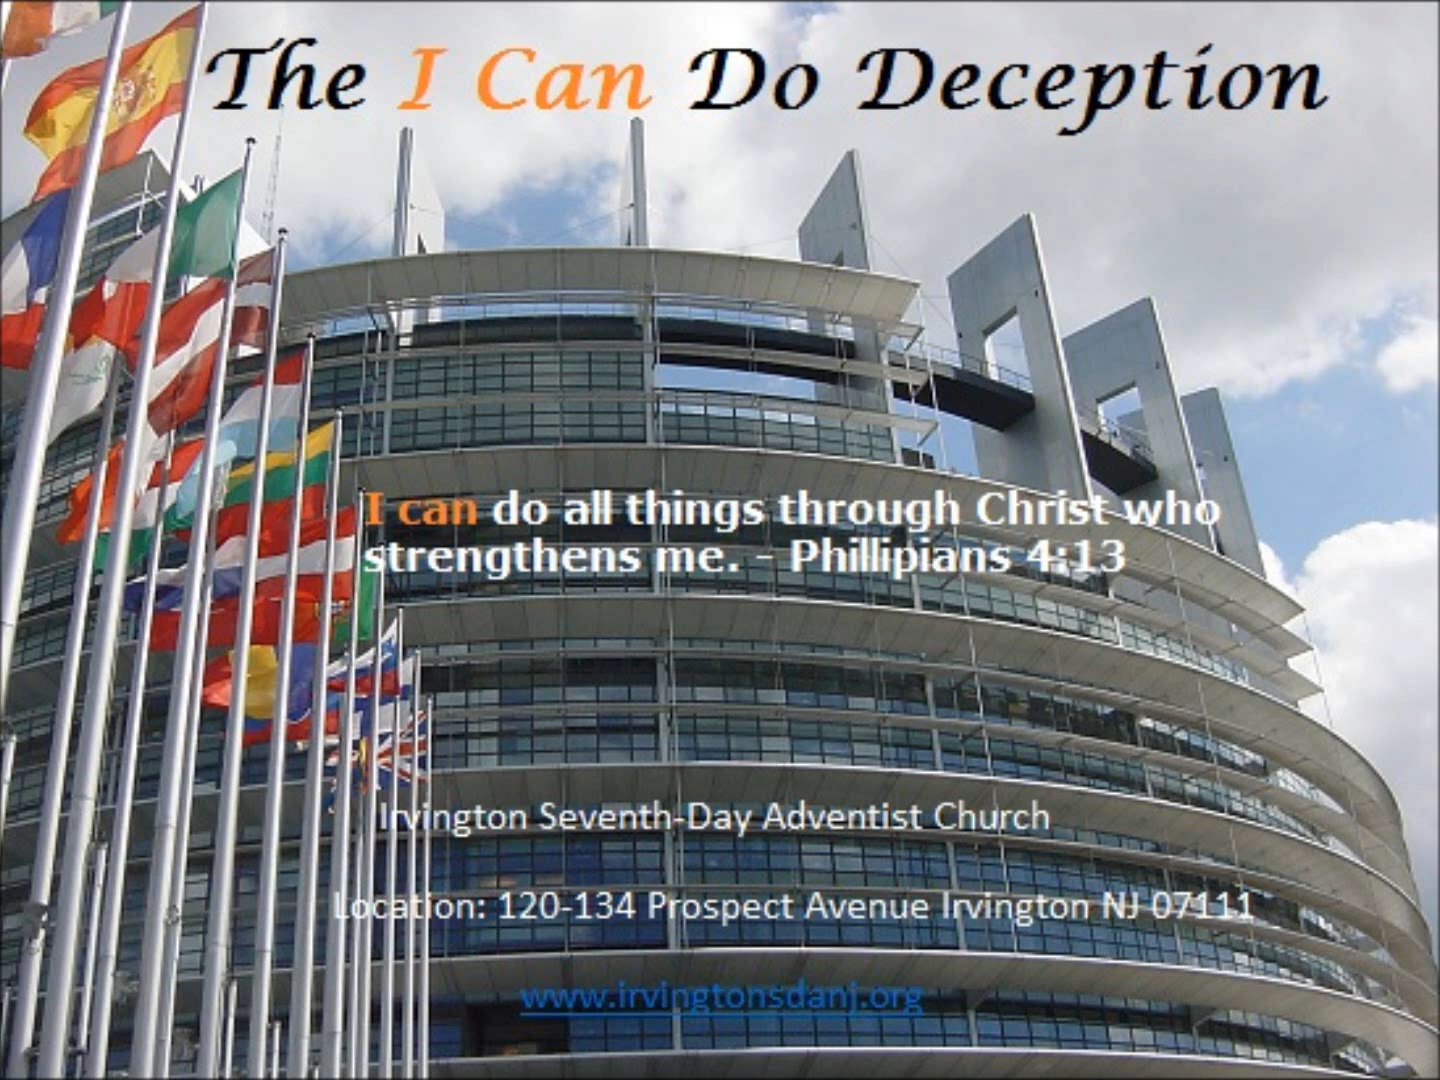 The I Can Do Deception
I can do all things through Christ who
strengthens me. - Phillipians 4:13
Irvington Seventh-Day Adventist Church
Location: 120-134 Prospect Avenue Irvington NJ 07111
www.irvingtonsdanj.org